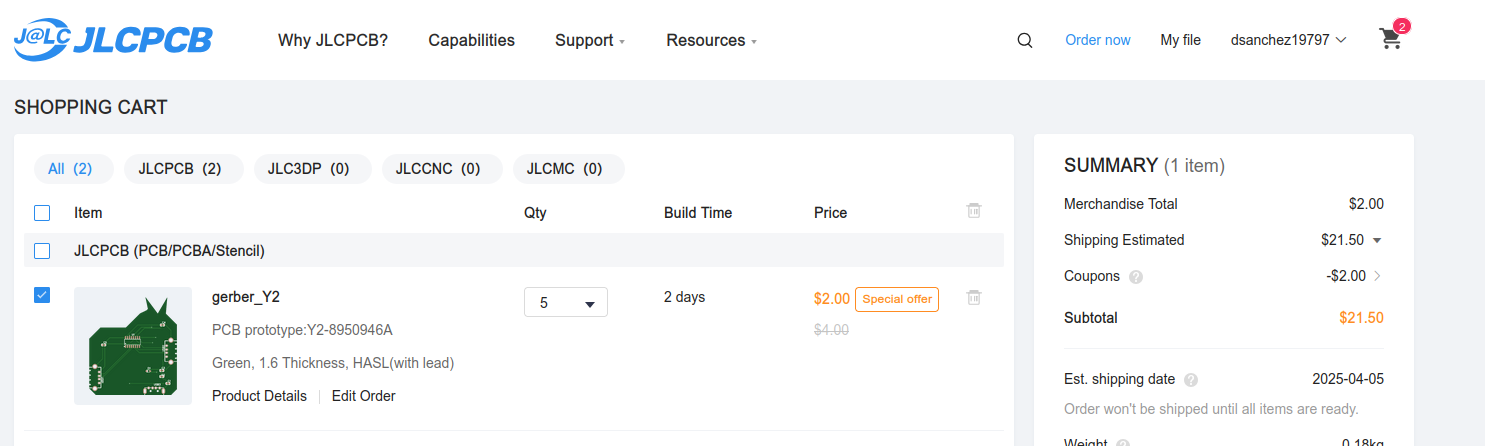 J@LC JLCPCB Why JLCPCB? Capabilities Support Resources Order now My file dsanchez19797 2
SHOPPING CART
All (2) JLCPCB (2) JLC3DP (0) JLCCNC (0) JLCMC (0)
Item Qty Build Time Price
JLCPCB (PCB/PCBA/Stencil)
gerber_Y2 5 2 days $2.00 Special offer
PCB prototype:Y2-8950946A $4.00
Green, 1.6 Thickness, HASL(with lead)
Product Details Edit Order
SUMMARY (1 item)
Merchandise Total $2.00
Shipping Estimated $21.50
Coupons ? -$2.00
Subtotal $21.50
Est. shipping date ? 2025-04-05
Order won't be shipped until all items are ready.
Weight ? 0.18kg